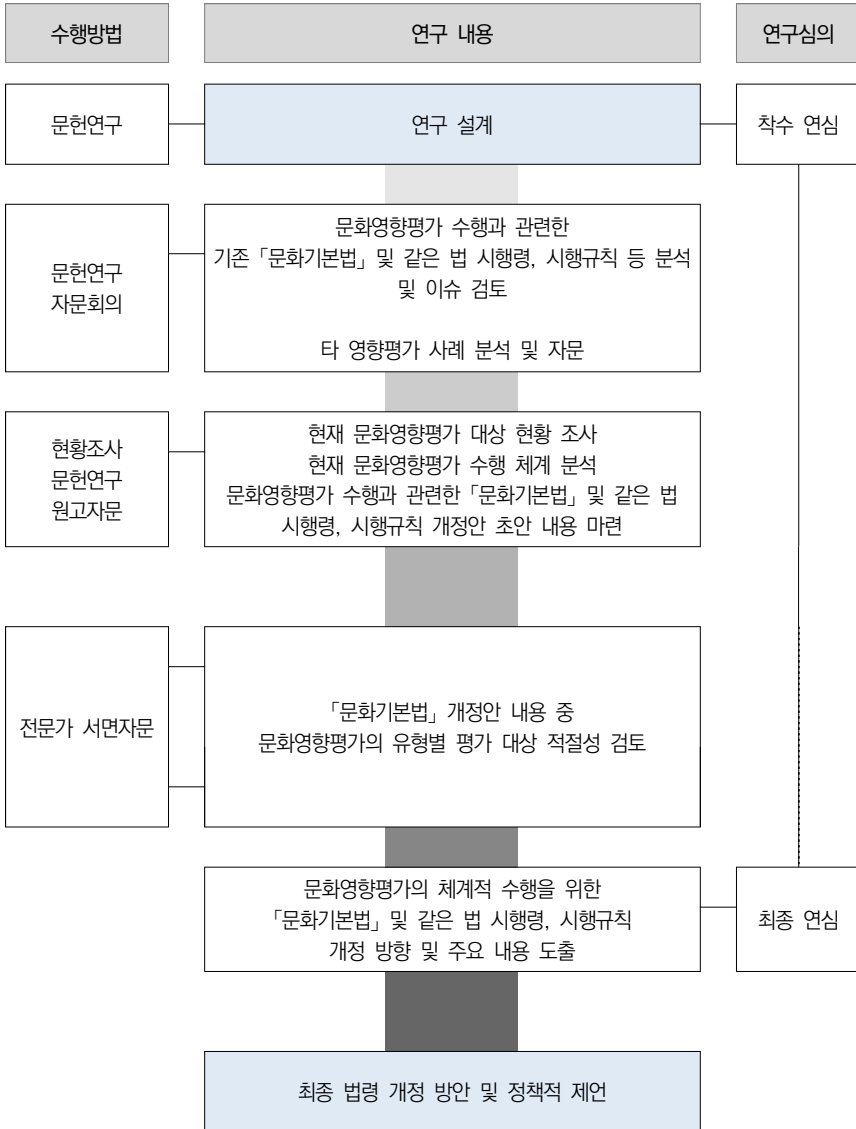 수행방법
연구 내용
연구심의
문헌연구
연구 설계
착수 연심
문헌연구
자문회의
문화영향평가 수행과 관련한
기존「문화기본법」및 같은 법 시행령, 시행규칙 등 분석
및 이슈 검토
타 영향평가 사례 분석 및 자문
현황조사
문헌연구
원고자문
현재 문화영향평가 대상 현황 조사
현재 문화영향평가 수행 체계 분석
문화영향평가 수행과 관련한「문화기본법」및 같은 법
시행령, 시행규칙 개정안 초안 내용 마련
전문가 서면자문
「문화기본법」개정안 내용 중
문화영향평가의 유형별 평가 대상 적절성 검토
문화영향평가의 체계적 수행을 위한
「문화기본법」및 같은 법 시행령, 시행규칙
개정 방향 및 주요 내용 도출
최종 연심
최종 법령 개정 방안 및 정책적 제언